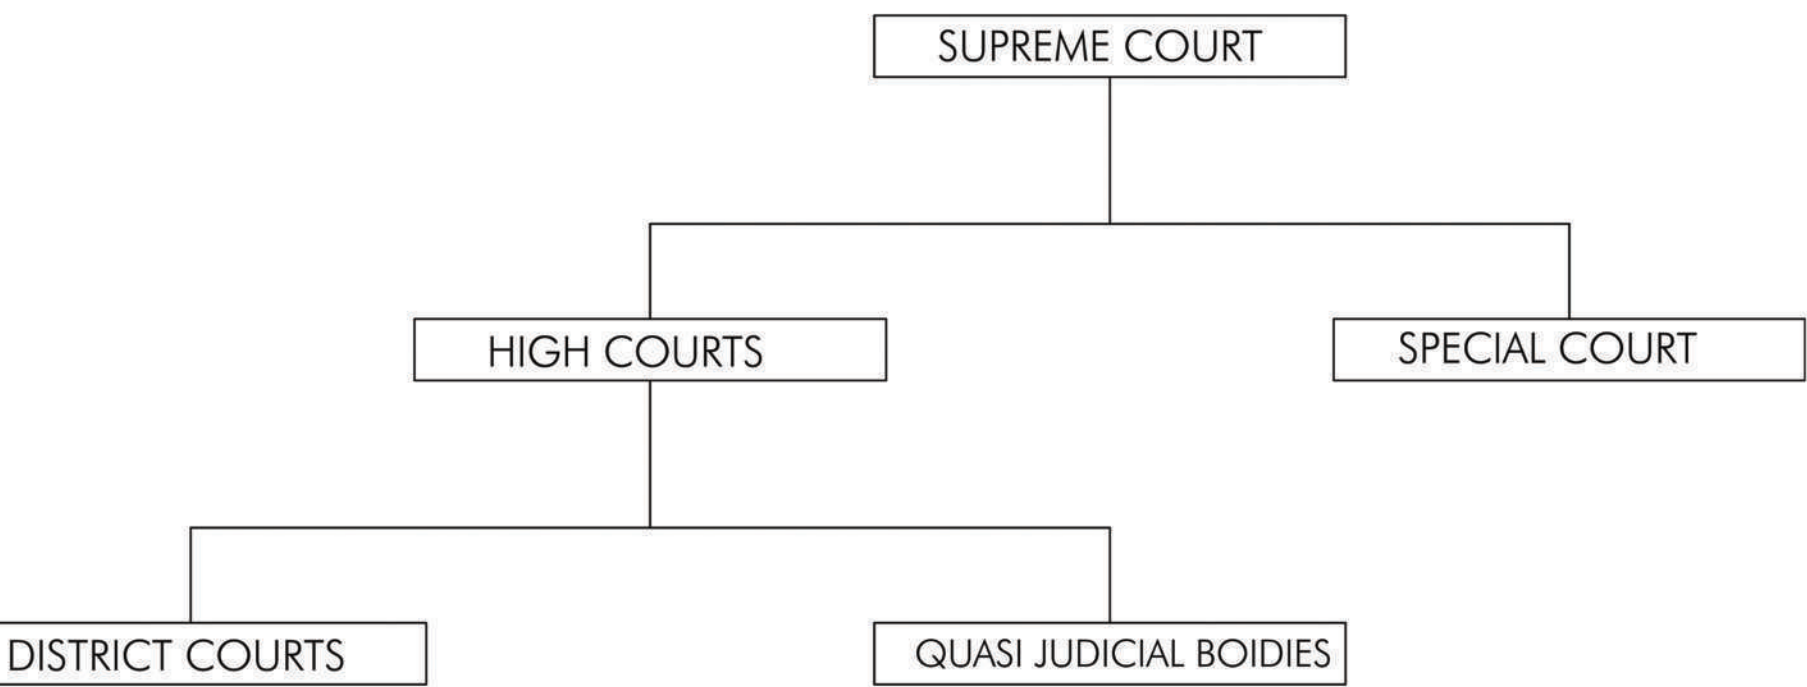 SUPREME COURT
HIGH COURTS
SPECIAL COURT
DISTRICT COURTS
QUASI JUDICIAL BOIDIES